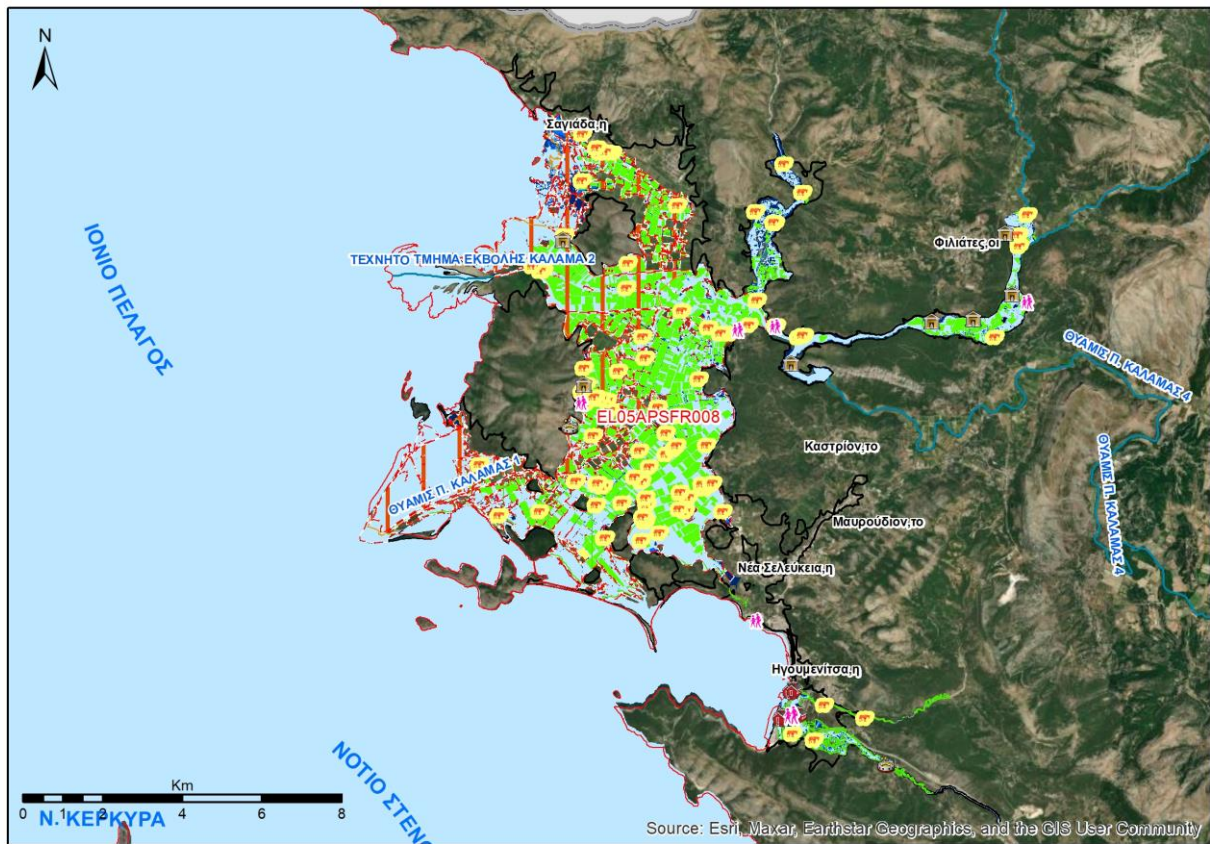 N
Σαγιάδα,η
ΙΟΝΙΟ ΠΕΛΑΓΟΣ
Φιλιάτες,οι
ΤΕΧΝΗΤΟ ΤΜΗΜΑ ΕΚΒΟΛΗΣ ΚΑΛΑΜΑ 2
ΘΥΑΜΙΣ Π. ΚΑΛΑΜΑΣ 4
EL05APSFR008
Καστρίον,το
ΘΥΑΜΙΣ Π. ΚΑΛΑΜΑΣ 1
ΘΥΑΜΙΣ Π. ΚΑΛΑΜΑΣ 4
Μαυρούδιον,το
Νέα Σελεύκεια,η
Ηγουμενίτσα,η
ΝΟΤΙΟ ΣΤΕΝΟ
Km
0 1 2 4 6 8
Ν. ΚΕΡΚΥΡΑ
Source: Esri, Maxar, Earthstar Geographics, and the GIS User Community